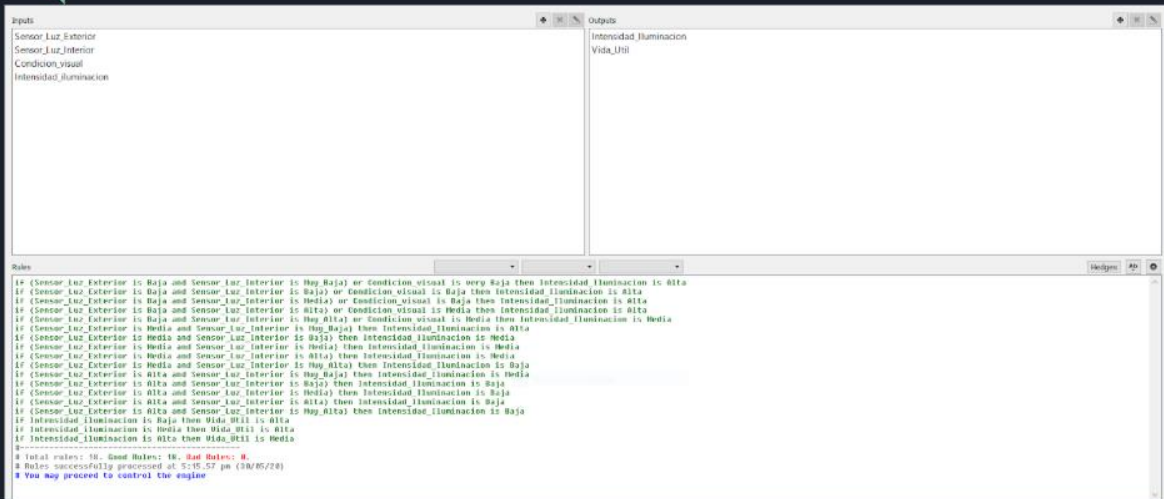 Inputs
Sensor_Luz_Exterior
Sensor_Luz_Interior
Condicion_visual
Intensidad_iluminacion
Outputs
Intensidad_Iluminacion
Vida_Util
Rules
Hedges
if (Sensor_Luz_Exterior is Baja and Sensor_Luz_Interior is Muy_Baja) or Condicion_visual is very Baja then Intensidad_Iluminacion is Alta
if (Sensor_Luz_Exterior is Baja and Sensor_Luz_Interior is Baja) or Condicion_visual is Baja then Intensidad_Iluminacion is Alta
if (Sensor_Luz_Exterior is Baja and Sensor_Luz_Interior is Media) or Condicion_visual is Baja then Intensidad_Iluminacion is Alta
if (Sensor_Luz_Exterior is Baja and Sensor_Luz_Interior is Alta) or Condicion_visual is Media then Intensidad_Iluminacion is Alta
if (Sensor_Luz_Exterior is Baja and Sensor_Luz_Interior is Muy_Alta) or Condicion_visual is Media then Intensidad_Iluminacion is Media
if (Sensor_Luz_Exterior is Media and Sensor_Luz_Interior is Muy_Baja) then Intensidad_Iluminacion is Alta
if (Sensor_Luz_Exterior is Media and Sensor_Luz_Interior is Baja) then Intensidad_Iluminacion is Media
if (Sensor_Luz_Exterior is Media and Sensor_Luz_Interior is Media) then Intensidad_Iluminacion is Media
if (Sensor_Luz_Exterior is Media and Sensor_Luz_Interior is Alta) then Intensidad_Iluminacion is Media
if (Sensor_Luz_Exterior is Media and Sensor_Luz_Interior is Muy_Alta) then Intensidad_Iluminacion is Baja
if (Sensor_Luz_Exterior is Alta and Sensor_Luz_Interior is Muy_Baja) then Intensidad_Iluminacion is Media
if (Sensor_Luz_Exterior is Alta and Sensor_Luz_Interior is Baja) then Intensidad_Iluminacion is Baja
if (Sensor_Luz_Exterior is Alta and Sensor_Luz_Interior is Media) then Intensidad_Iluminacion is Baja
if (Sensor_Luz_Exterior is Alta and Sensor_Luz_Interior is Alta) then Intensidad_Iluminacion is Baja
if (Sensor_Luz_Exterior is Alta and Sensor_Luz_Interior is Muy_Alta) then Intensidad_Iluminacion is Baja
if Intensidad_iluminacion is Baja then Vida_Util is Alta
if Intensidad_iluminacion is Media then Vida_Util is Alta
if Intensidad_iluminacion is Alta then Vida_Util is Media
#----------------------------------------
# Total rules: 18. Good Rules: 18. Bad Rules: 0.
# Rules successfully processed at 5:15.57 pm (30/05/20)
# You may proceed to control the engine